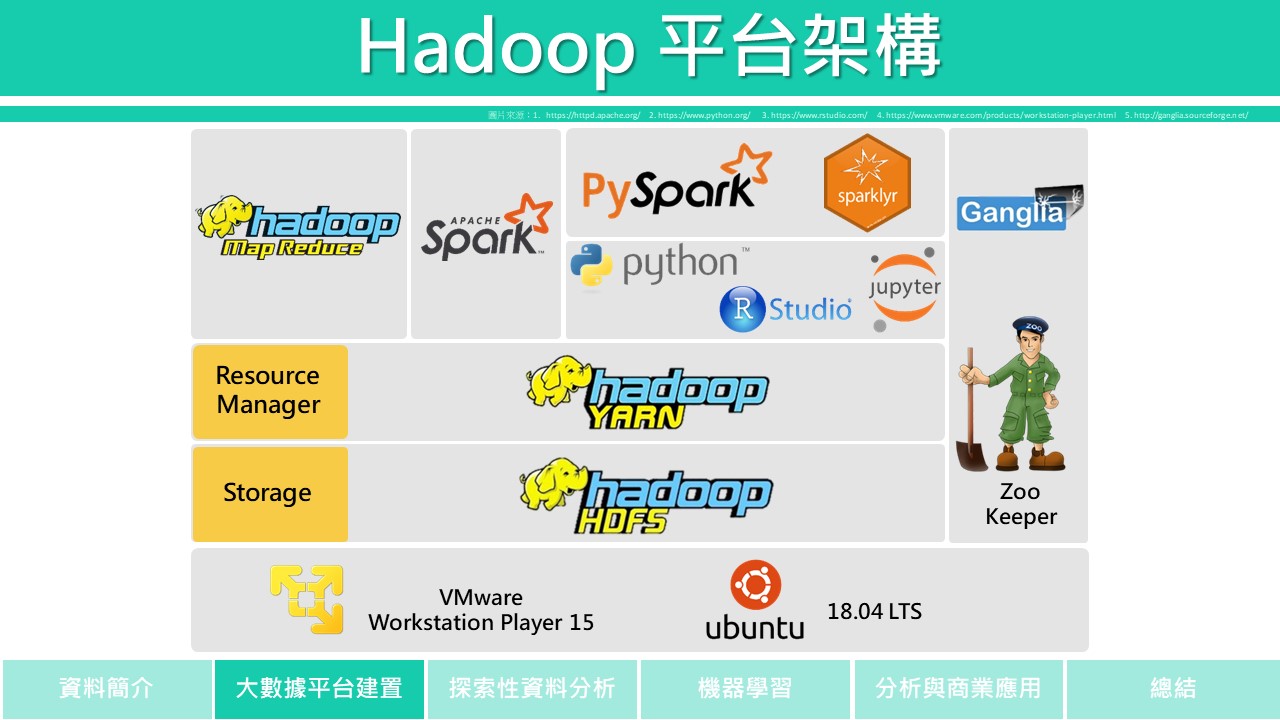 Hadoop 平台架構
圖片來源：1. https://httpd.apache.org/ 2. https://www.python.org/ 3. https://www.rstudio.com/ 4. https://www.vmware.com/products/workstation-player.html 5. http://ganglia.sourceforge.net/
hadoop
Map Reduce
APACHE
Spark™
PySpark
sparklyr
python™
R Studio®
jupyter
Ganglia
ZOO
Zoo
Keeper
Resource
Manager
hadoop
YARN
Storage
hadoop
HDFS
VMware
Workstation Player 15
ubuntu
18.04 LTS
資料簡介
大數據平台建置
探索性資料分析
機器學習
分析與商業應用
總結